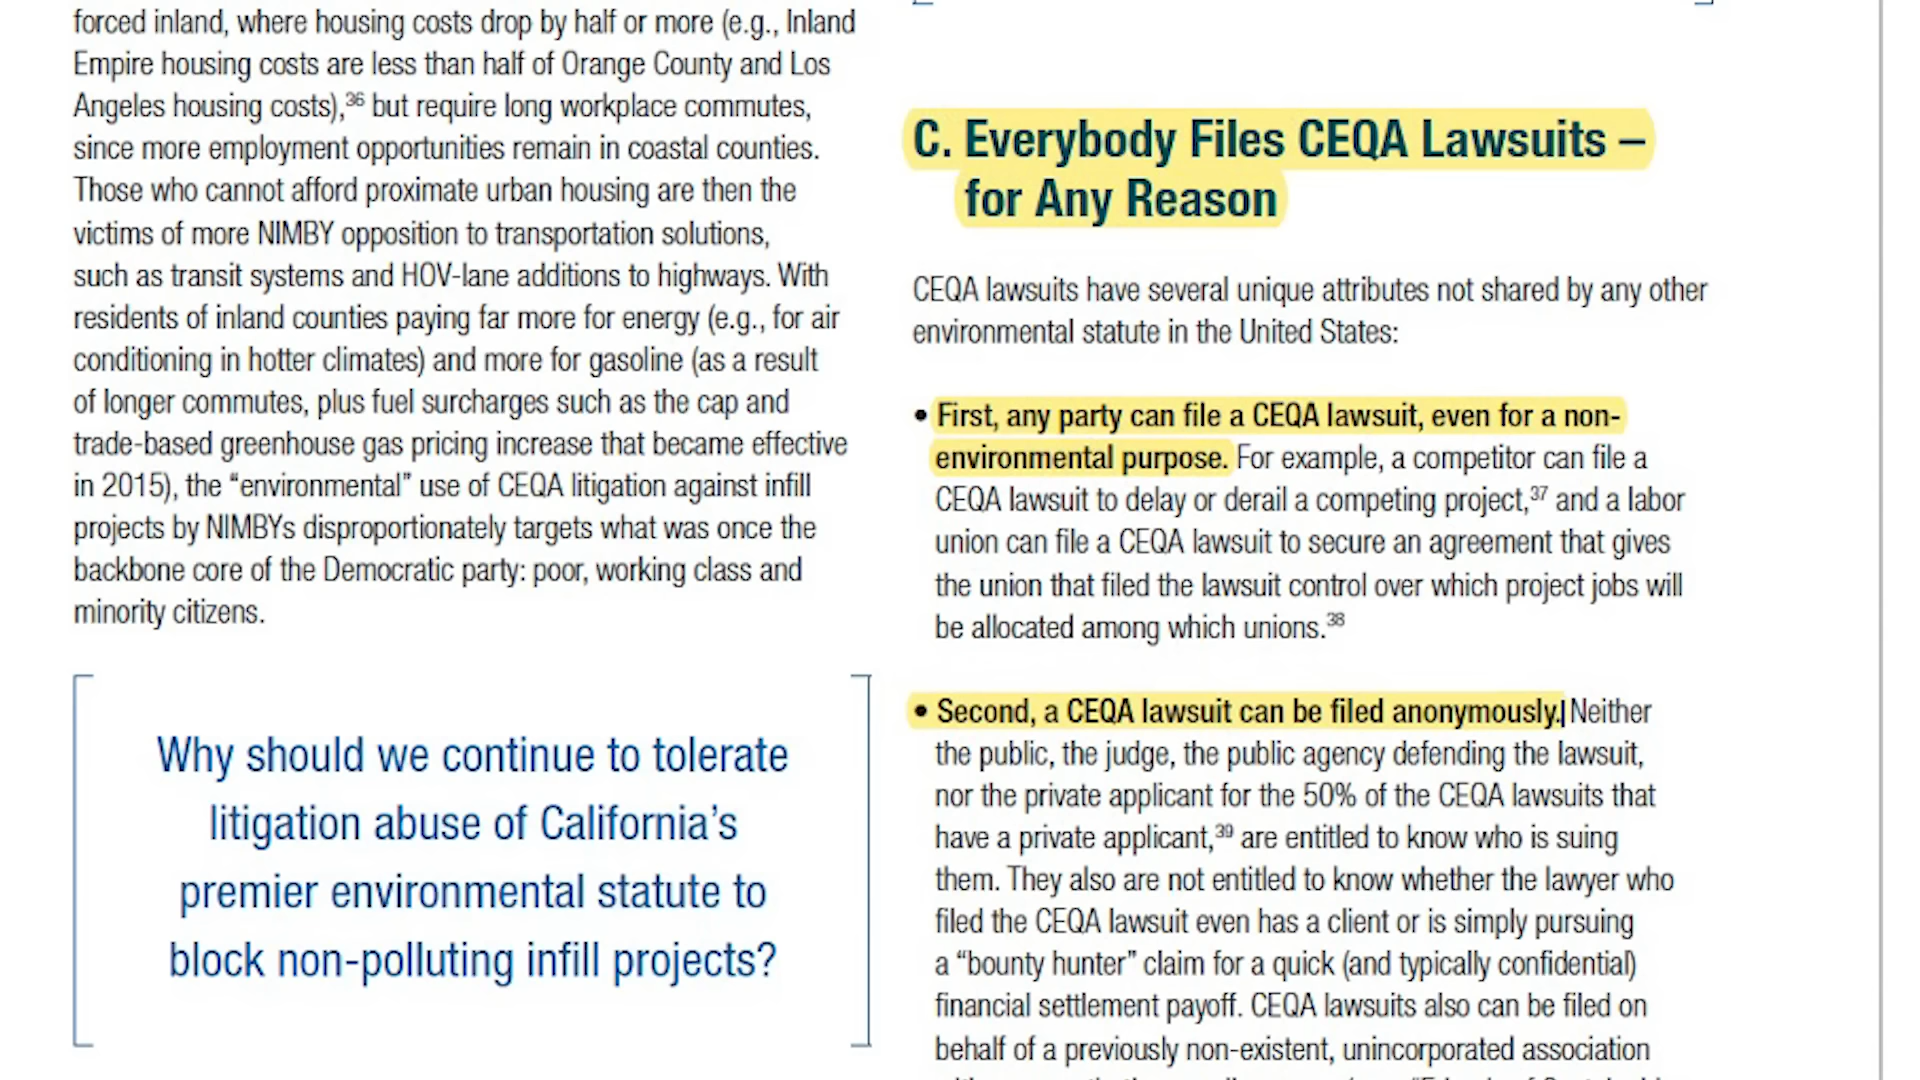 forced inland, where housing costs drop by half or more (e.g., Inland
Empire housing costs are less than half of Orange County and Los
Angeles housing costs),36 but require long workplace commutes,
since more employment opportunities remain in coastal counties.
Those who cannot afford proximate urban housing are then the
victims of more NIMBY opposition to transportation solutions,
such as transit systems and HOV-lane additions to highways. With
residents of inland counties paying far more for energy (e.g., for air
conditioning in hotter climates) and more for gasoline (as a result
of longer commutes, plus fuel surcharges such as the cap and
trade-based greenhouse gas pricing increase that became effective
in 2015), the “environmental” use of CEQA litigation against infill
projects by NIMBYs disproportionately targets what was once the
backbone core of the Democratic party: poor, working class and
minority citizens.
Why should we continue to tolerate
litigation abuse of California’s
premier environmental statute to
block non-polluting infill projects?
C. Everybody Files CEQA Lawsuits –
for Any Reason
CEQA lawsuits have several unique attributes not shared by any other
environmental statute in the United States:
• First, any party can file a CEQA lawsuit, even for a non-
environmental purpose. For example, a competitor can file a
CEQA lawsuit to delay or derail a competing project,37 and a labor
union can file a CEQA lawsuit to secure an agreement that gives
the union that filed the lawsuit control over which project jobs will
be allocated among which unions.38
• Second, a CEQA lawsuit can be filed anonymously. Neither
the public, the judge, the public agency defending the lawsuit,
nor the private applicant for the 50% of the CEQA lawsuits that
have a private applicant,39 are entitled to know who is suing
them. They also are not entitled to know whether the lawyer who
filed the CEQA lawsuit even has a client or is simply pursuing
a “bounty hunter” claim for a quick (and typically confidential)
financial settlement payoff. CEQA lawsuits also can be filed on
behalf of a previously non-existent, unincorporated association